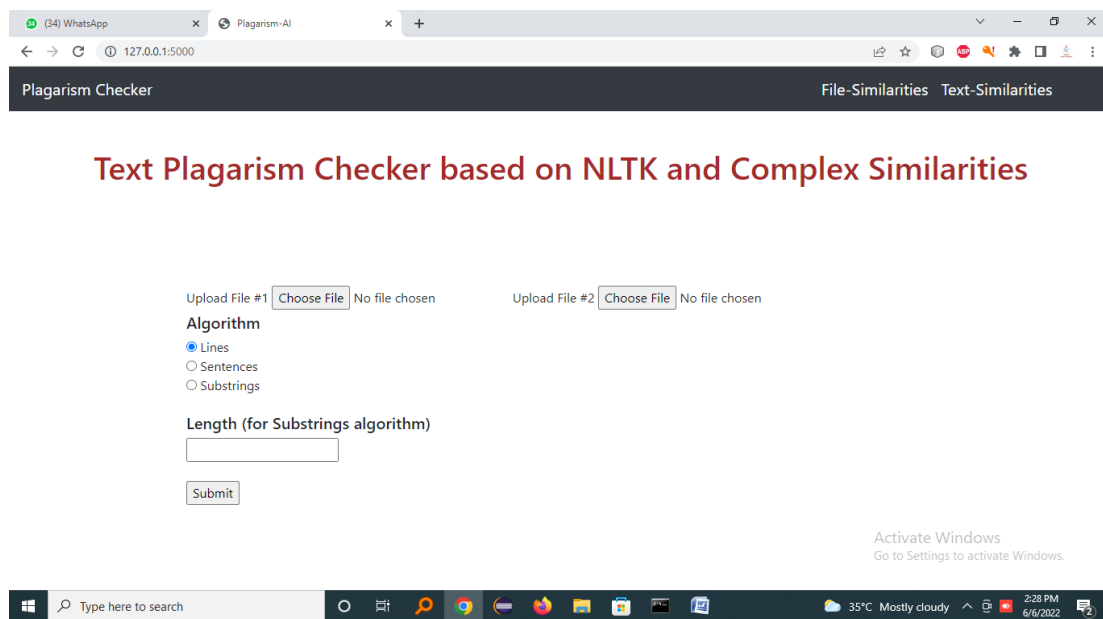 34 (34) WhatsApp
Plagarism-AI
127.0.0.1:5000
ABP
Plagarism Checker
File-Similarities Text-Similarities
Text Plagarism Checker based on NLTK and Complex Similarities
Upload File #1 Choose File No file chosen
Upload File #2 Choose File No file chosen
Algorithm
Lines
Sentences
Substrings
Length (for Substrings algorithm)
Submit
Activate Windows
Go to Settings to activate Windows.
Type here to search
35°C Mostly cloudy
2:28 PM
6/6/2022
2